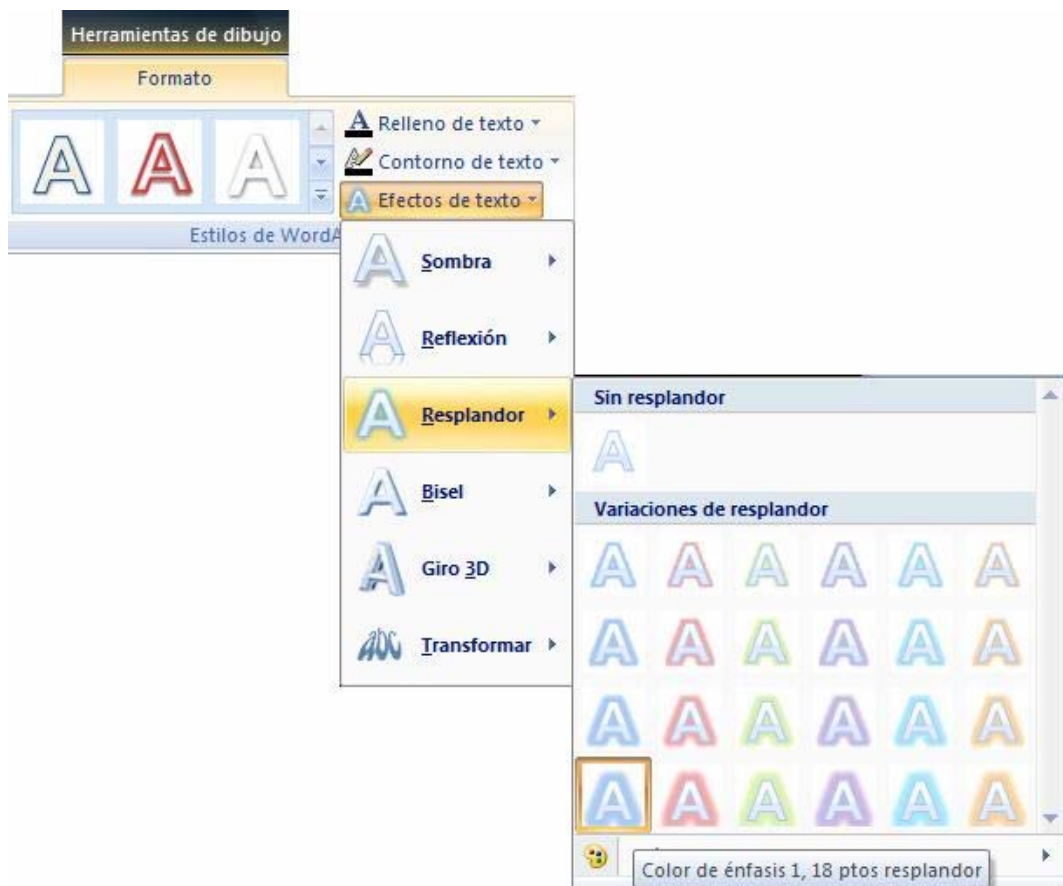 Herramientas de dibujo
Formato
Relleno de texto
Contorno de texto
Efectos de texto
Estilos de WordA
Sombra
Reflexión
Resplandor
Bisel
Giro 3D
Transformar
Sin resplandor
Variaciones de resplandor
Color de énfasis 1, 18 ptos resplandor